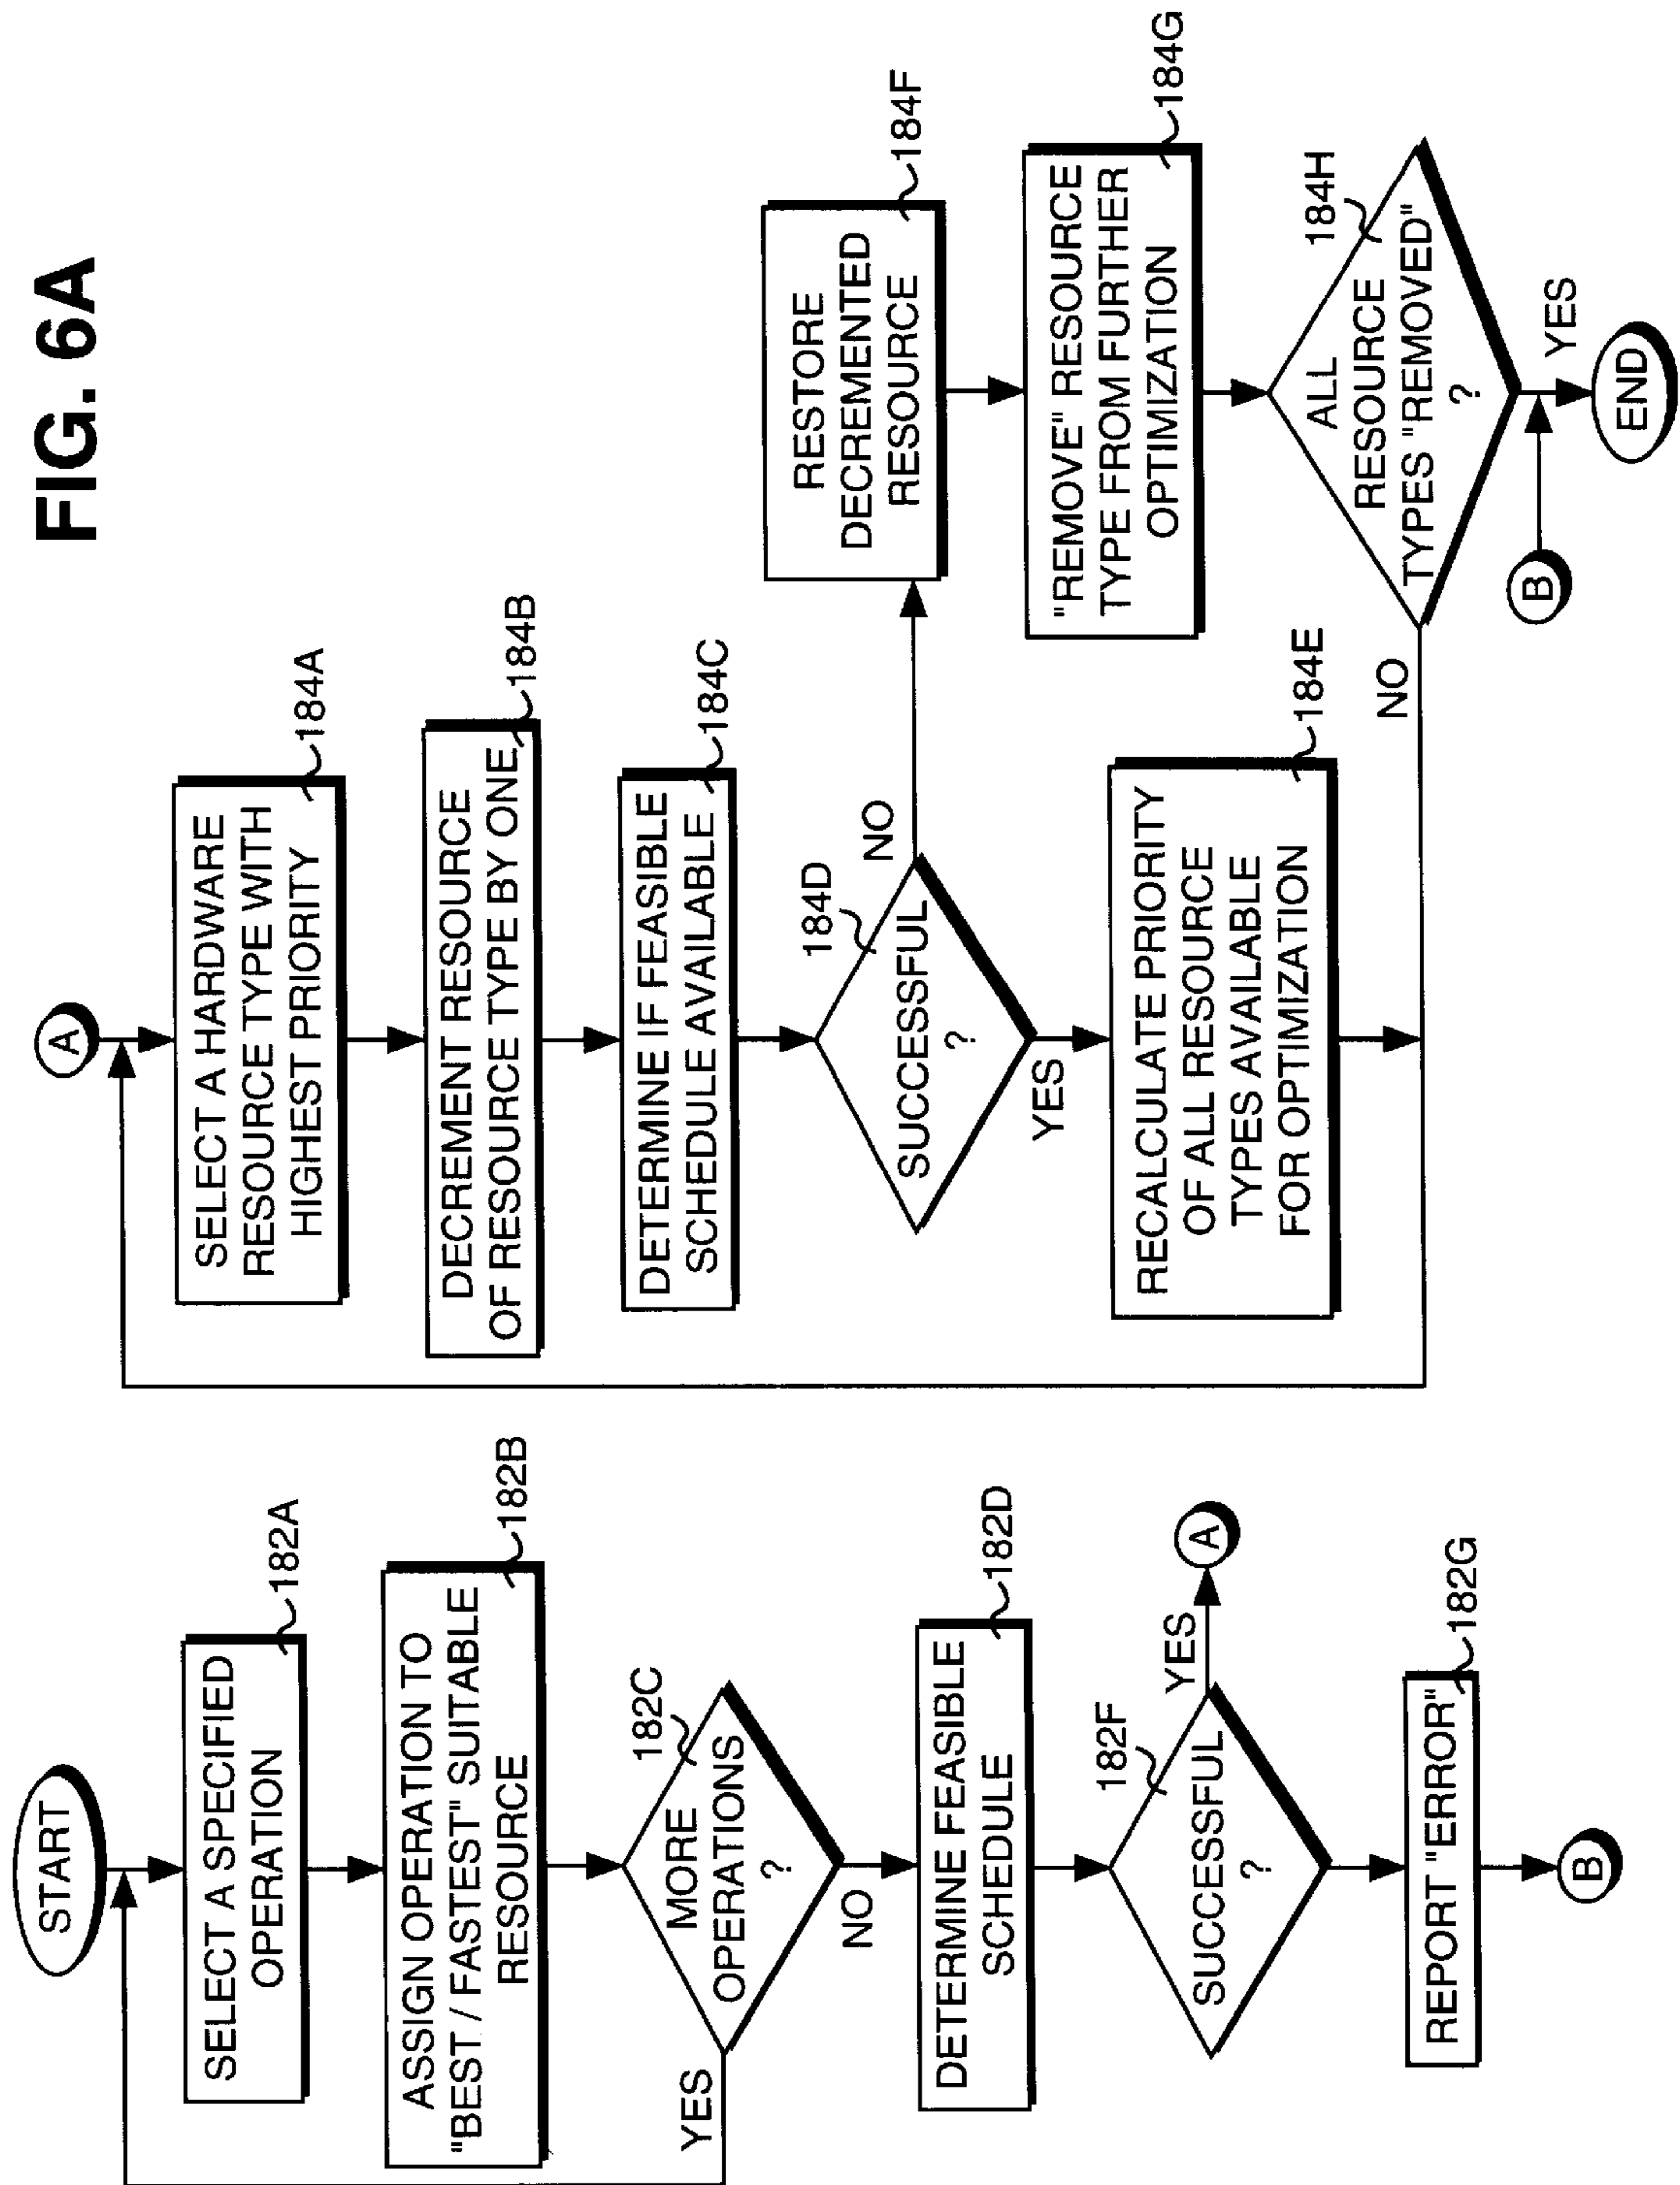 FIG. 6A
START
SELECT A SPECIFIED
OPERATION
182A
ASSIGN OPERATION TO
"BEST / FASTEST" SUITABLE
RESOURCE
182B
MORE
OPERATIONS
?
182C
YES
NO
DETERMINE FEASIBLE
SCHEDULE
182D
SUCCESSFUL
?
182F
YES
A
REPORT "ERROR"
182G
B
A
SELECT A HARDWARE
RESOURCE TYPE WITH
HIGHEST PRIORITY
184A
DECREMENT RESOURCE
OF RESOURCE TYPE BY ONE
184B
DETERMINE IF FEASIBLE
SCHEDULE AVAILABLE
184C
SUCCESSFUL
?
184D
NO
YES
RECALCULATE PRIORITY
OF ALL RESOURCE
TYPES AVAILABLE
FOR OPTIMIZATION
184E
RESTORE
DECREMENTED
RESOURCE
184F
"REMOVE" RESOURCE
TYPE FROM FURTHER
OPTIMIZATION
184G
ALL
RESOURCE
TYPES "REMOVED"
?
184H
NO
YES
B
END